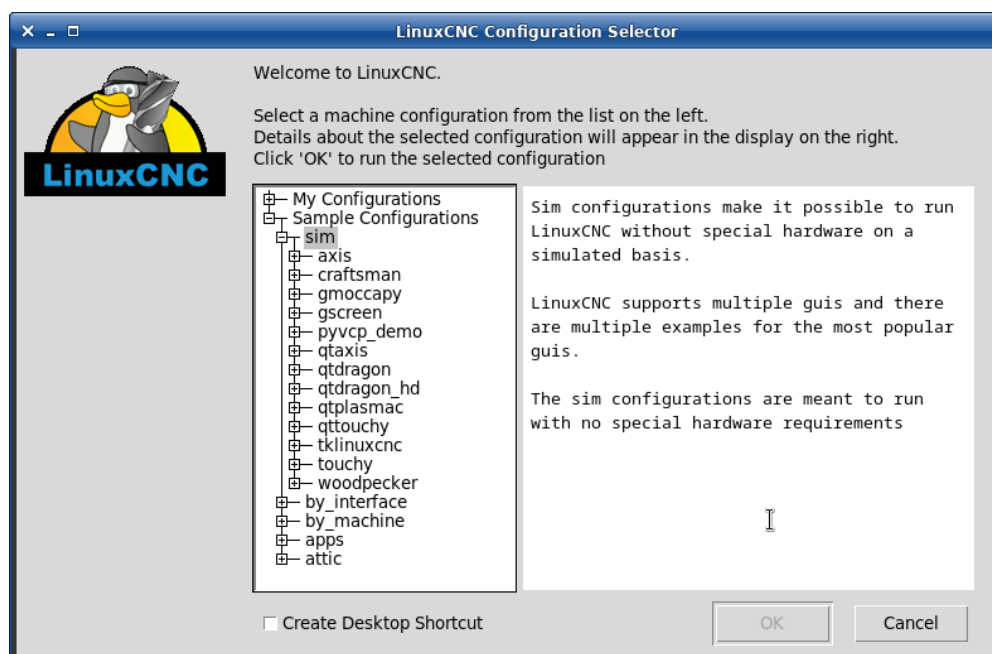 LinuxCNC Configuration Selector
LinuxCNC
Welcome to LinuxCNC.
Select a machine configuration from the list on the left.
Details about the selected configuration will appear in the display on the right.
Click 'OK' to run the selected configuration
My Configurations
Sample Configurations
sim
axis
craftsman
gmoccapy
gscreen
pyvcp_demo
qtaxis
qtdragon
qtdragon_hd
qtplasmac
qttouchy
tklinuxcnc
touchy
woodpecker
by_interface
by_machine
apps
attic
Sim configurations make it possible to run
LinuxCNC without special hardware on a
simulated basis.
LinuxCNC supports multiple guis and there
are multiple examples for the most popular
guis.
The sim configurations are meant to run
with no special hardware requirements
Create Desktop Shortcut
OK
Cancel